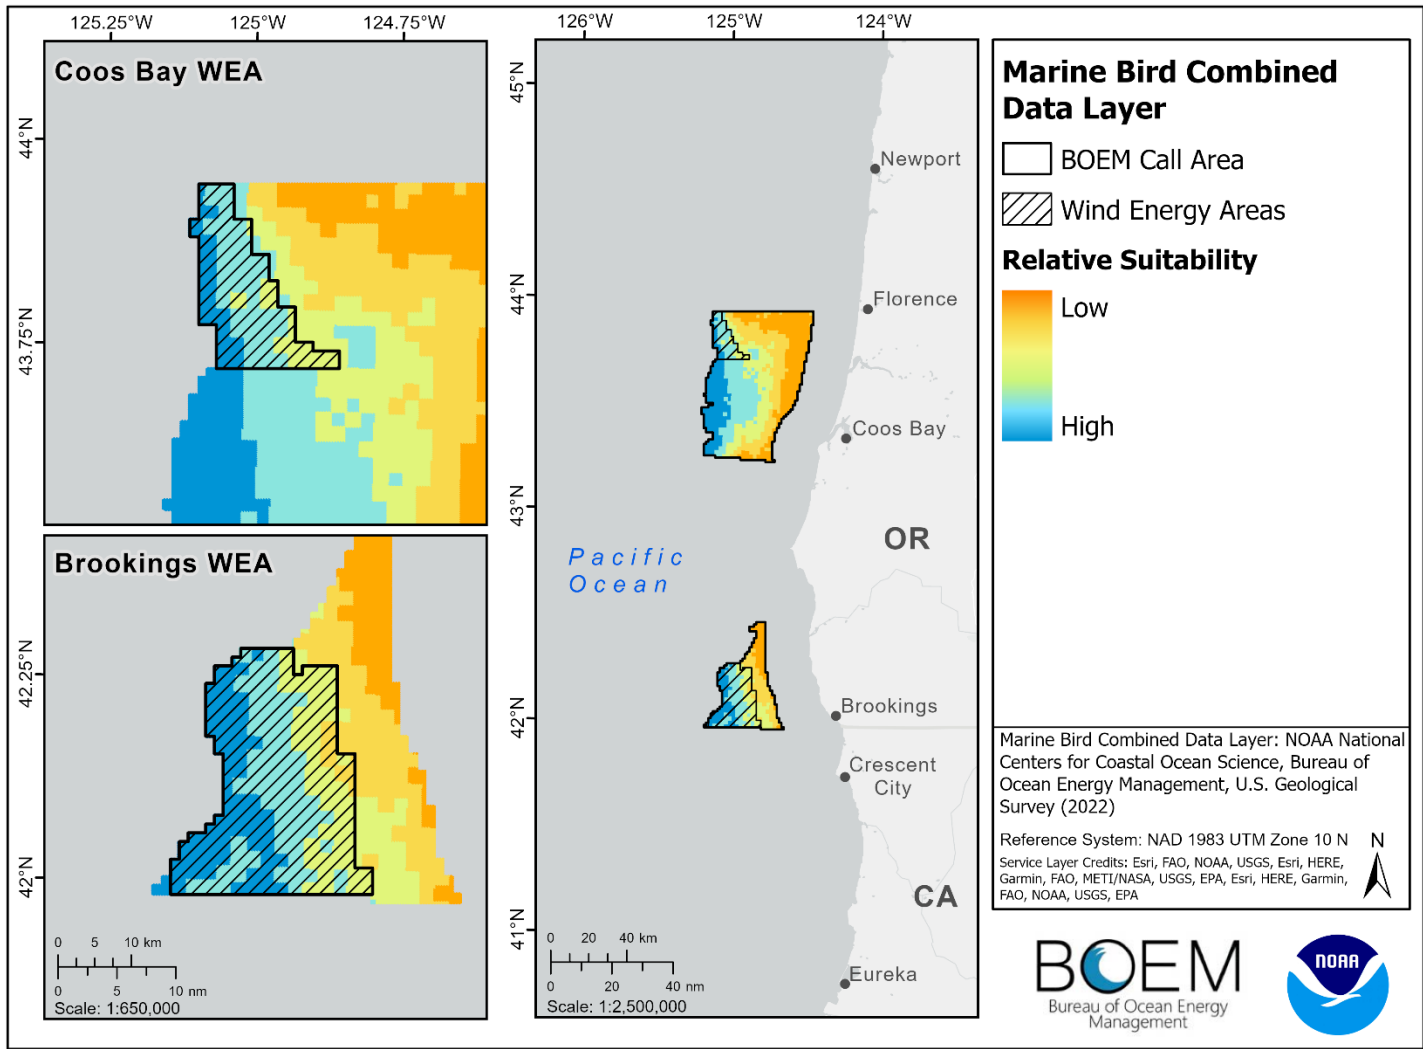 125.25°W
125°W
124.75°W
Coos Bay WEA
44°N
43.75°N
Brookings WEA
42.25°N
42°N
0 5 10 km
0 5 10 nm
Scale: 1:650,000
126°W
125°W
124°W
45°N
44°N
43°N
42°N
41°N
Newport
Florence
Coos Bay
OR
Pacific
Ocean
Brookings
Crescent
City
CA
Eureka
0 20 40 km
0 20 40 nm
Scale: 1:2,500,000
Marine Bird Combined
Data Layer
BOEM Call Area
Wind Energy Areas
Relative Suitability
Low
High
Marine Bird Combined Data Layer: NOAA National
Centers for Coastal Ocean Science, Bureau of
Ocean Energy Management, U.S. Geological
Survey (2022)
Reference System: NAD 1983 UTM Zone 10 N
N
Service Layer Credits: Esri, FAO, NOAA, USGS, Esri, HERE,
Garmin, FAO, METI/NASA, USGS, EPA, Esri, HERE, Garmin,
FAO, NOAA, USGS, EPA
BOEM
Bureau of Ocean Energy
Management
NOAA